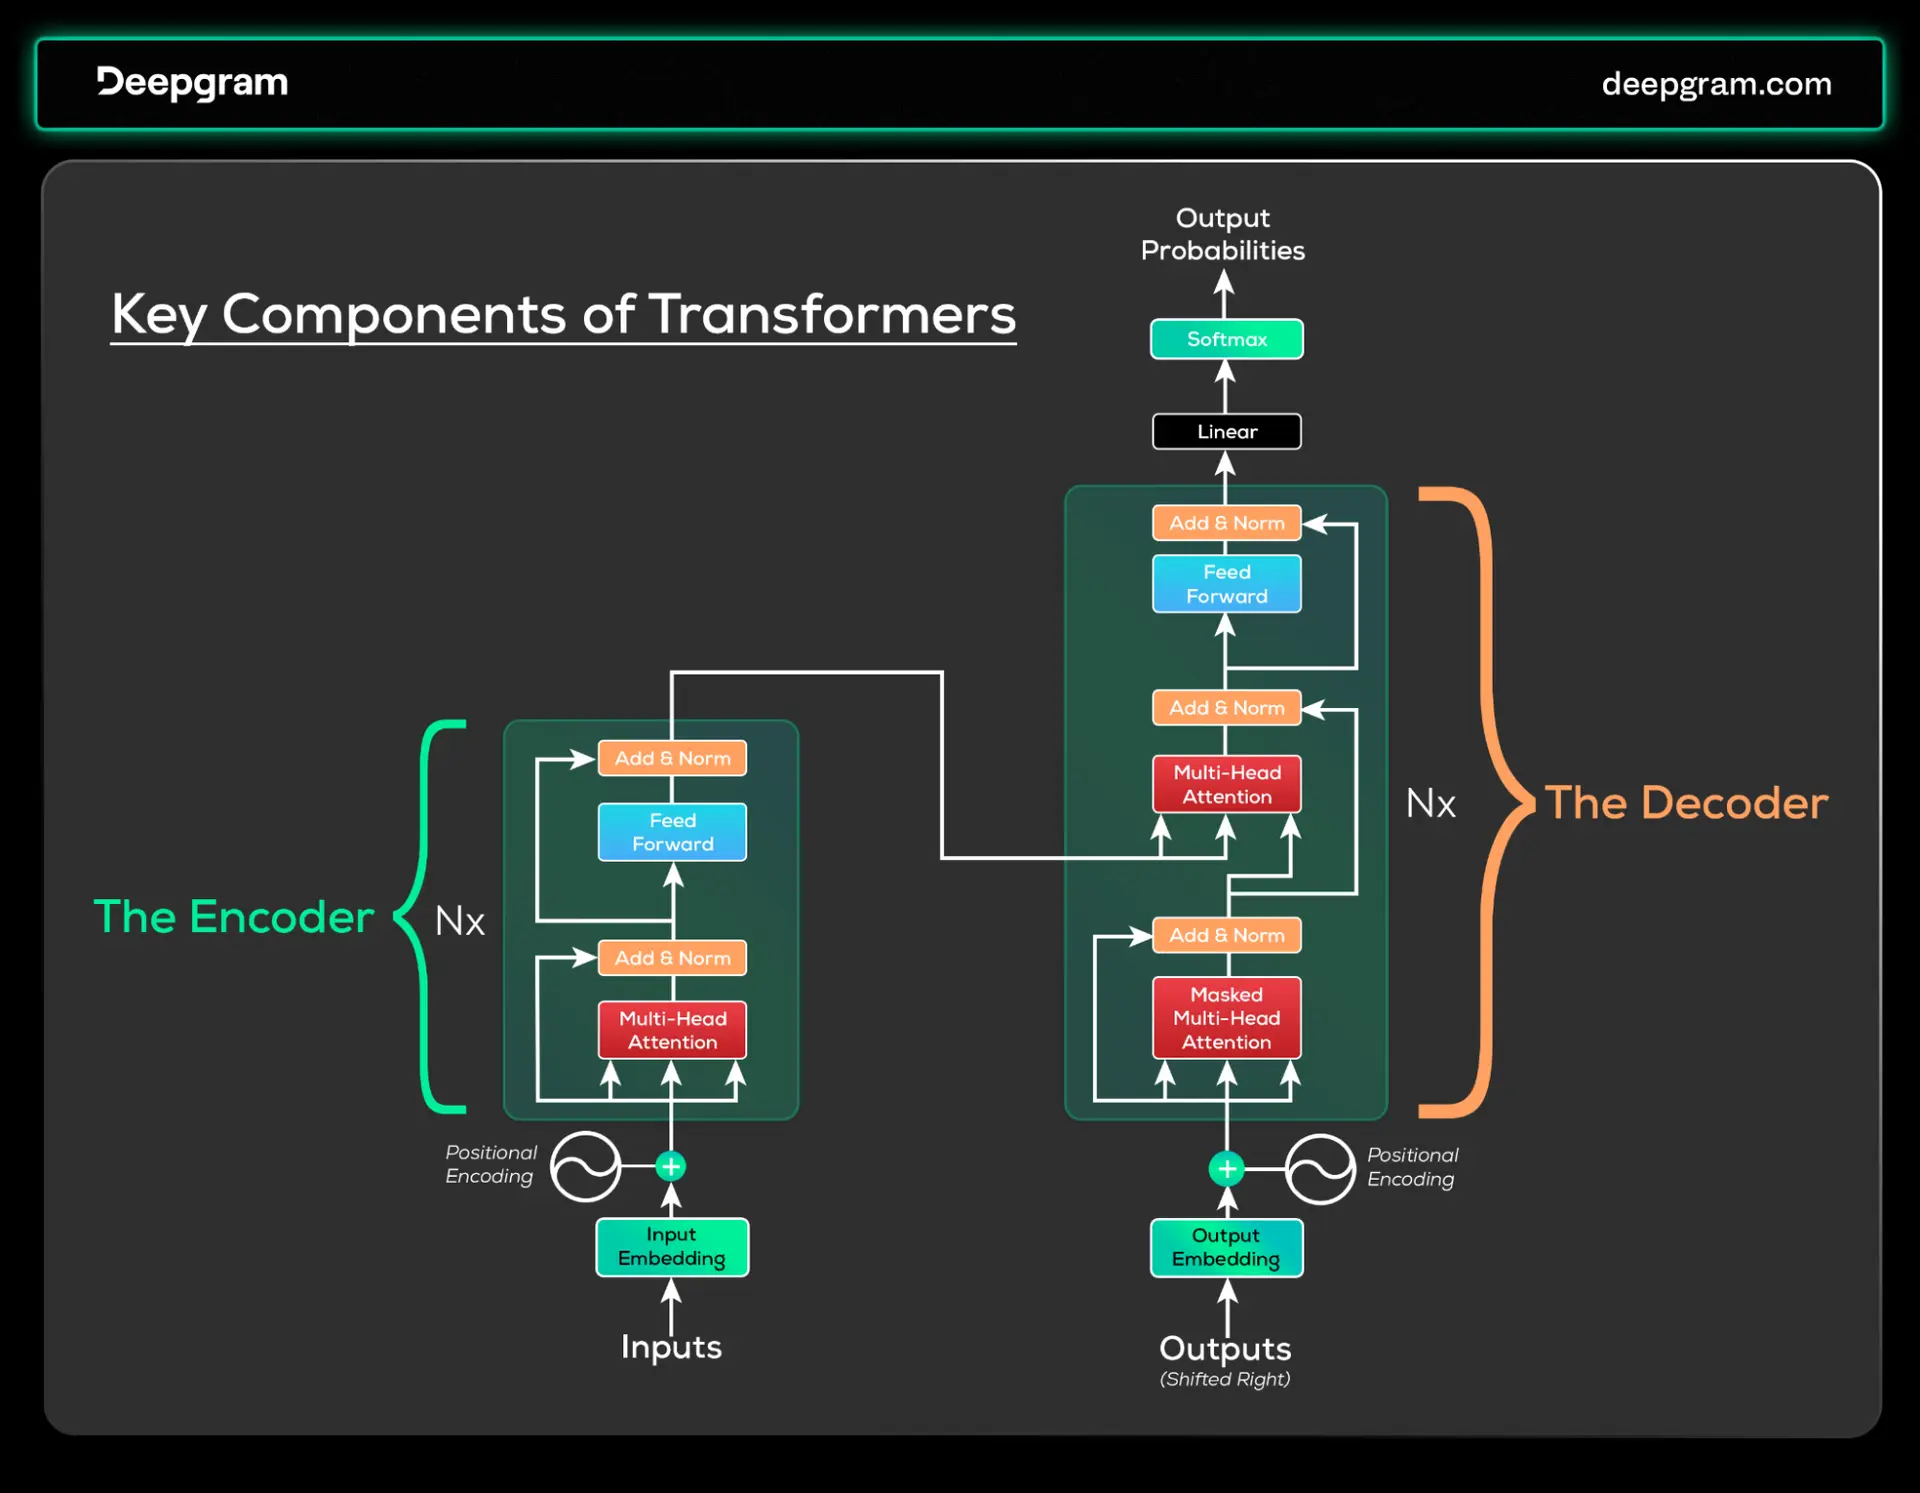 Deepgram
deepgram.com
Key Components of Transformers
Output
Probabilities
Softmax
Linear
Add & Norm
Feed
Forward
Add & Norm
Multi-Head
Attention
Nx
The Decoder
Add & Norm
Masked
Multi-Head
Attention
Positional
Encoding
Output
Embedding
Outputs
(Shifted Right)
Add & Norm
Feed
Forward
The Encoder
Nx
Add & Norm
Multi-Head
Attention
Positional
Encoding
Input
Embedding
Inputs